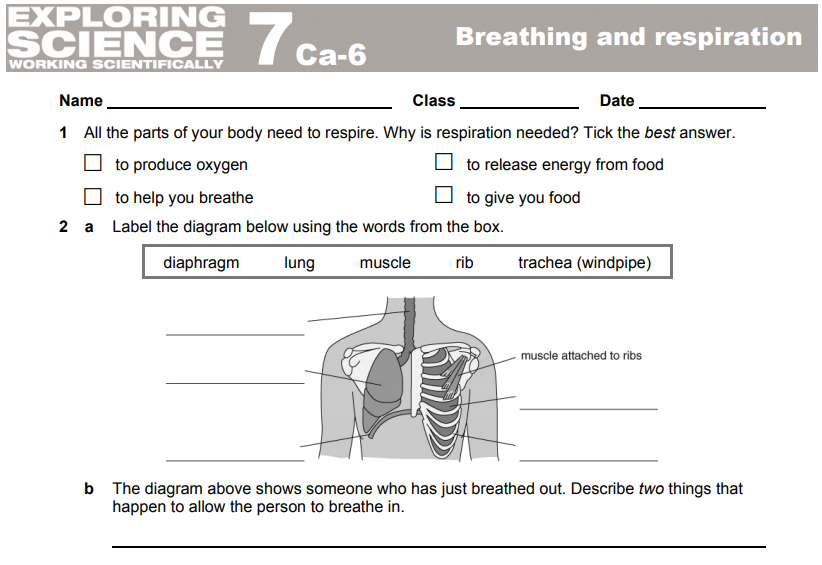 EXPLORING
SCIENCE
WORKING SCIENTIFICALLY
7 Ca-6
Breathing and respiration
Name Class Date
1 All the parts of your body need to respire. Why is respiration needed? Tick the best answer.
to produce oxygen to release energy from food
to help you breathe to give you food
2 a Label the diagram below using the words from the box.
diaphragm lung muscle rib trachea (windpipe)
muscle attached to ribs
b The diagram above shows someone who has just breathed out. Describe two things that
happen to allow the person to breathe in.